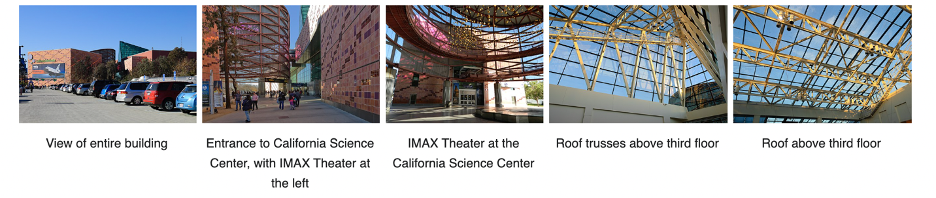 View of entire building
Entrance to California Science
Center, with IMAX Theater at
the left
IMAX Theater at the
California Science Center
Roof trusses above third floor
Roof above third floor